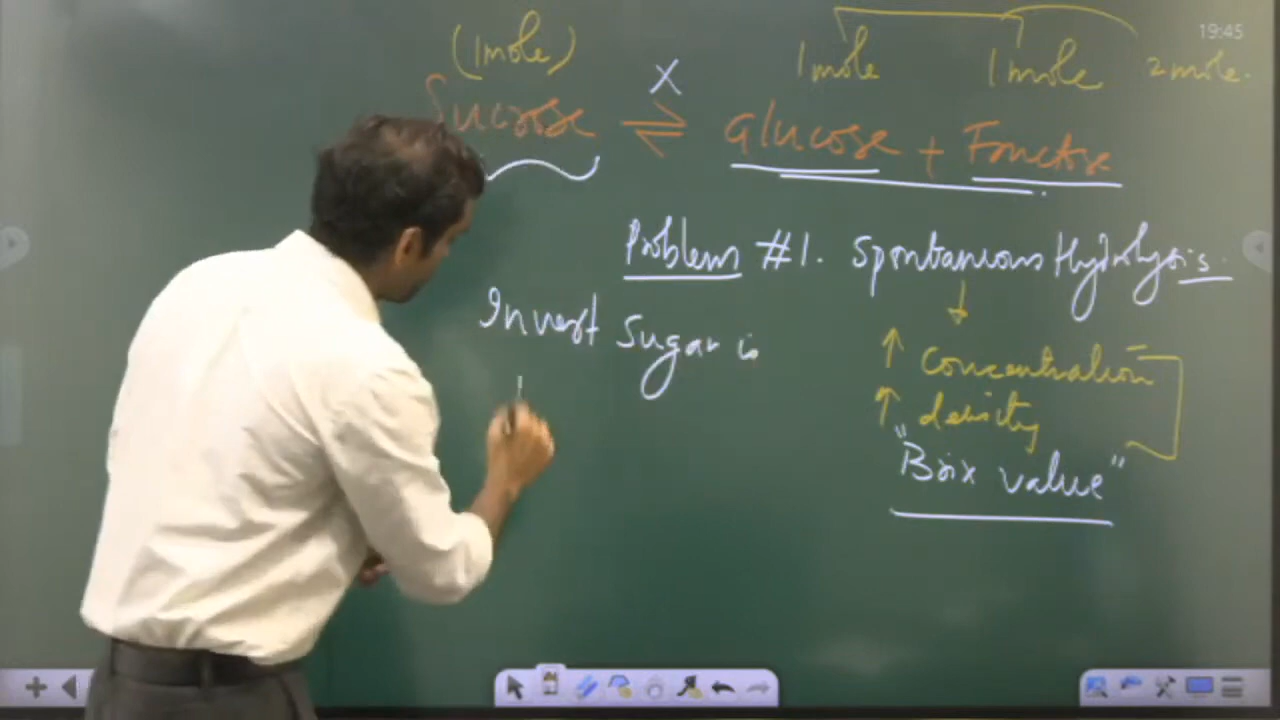 19:45
(1mole) 1mole 1mole 2mole.
X
Sucrose ⇌ Glucose + Fructose
Problem #1. Spontaneous Hydrolysis.
Invert Sugar is
↑ Concentration
↑ density
"Brix value"